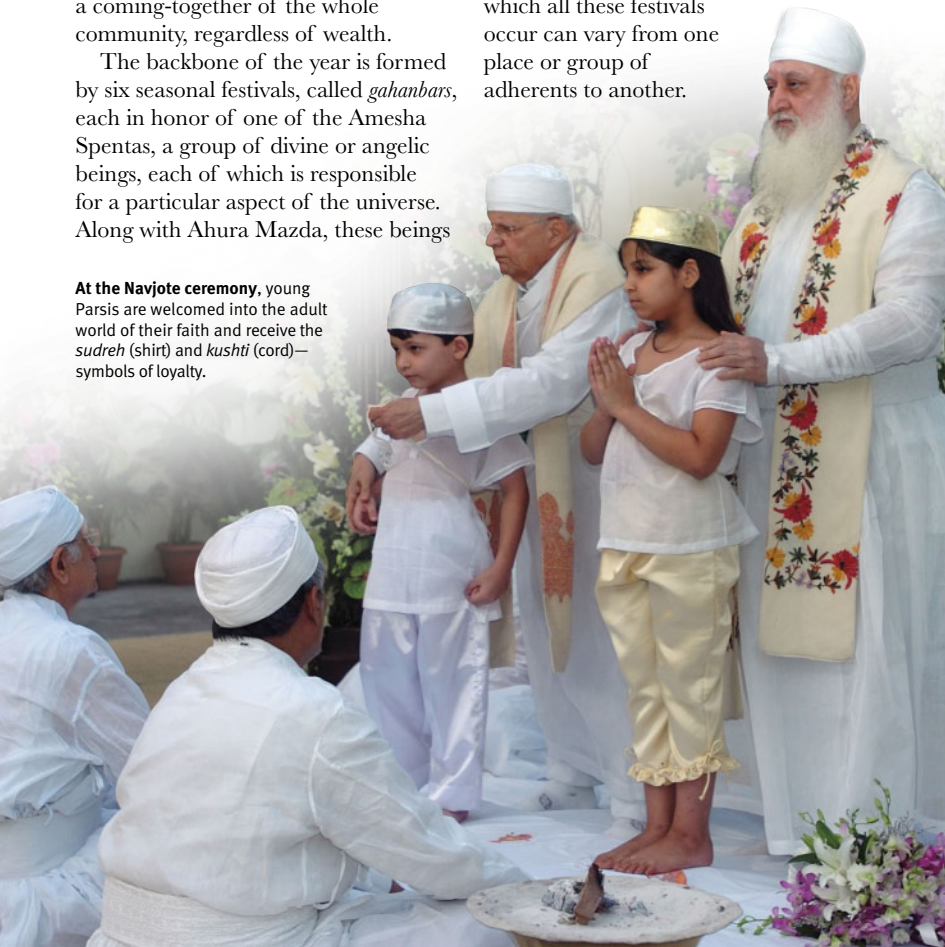 a coming-together of the whole
community, regardless of wealth.
The backbone of the year is formed
by six seasonal festivals, called gahanbars,
each in honor of one of the Amesha
Spentas, a group of divine or angelic
beings, each of which is responsible
for a particular aspect of the universe.
Along with Ahura Mazda, these beings
which all these festivals
occur can vary from one
place or group of
adherents to another.
At the Navjote ceremony, young
Parsis are welcomed into the adult
world of their faith and receive the
sudreh (shirt) and kushti (cord)—
symbols of loyalty.